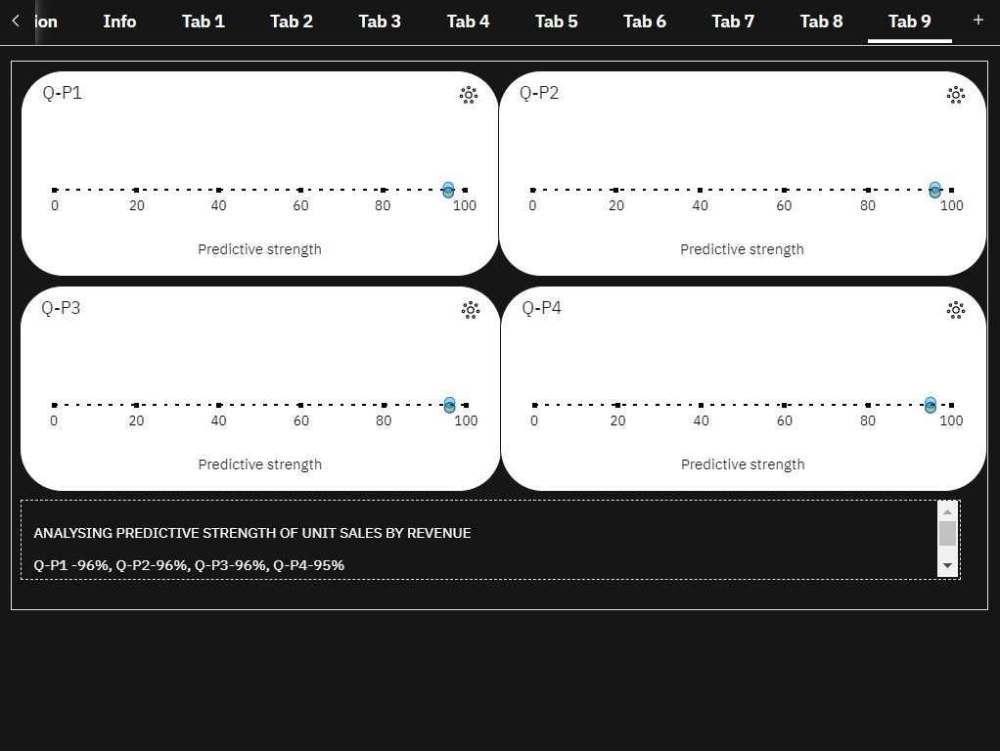 ion Info Tab 1 Tab 2 Tab 3 Tab 4 Tab 5 Tab 6 Tab 7 Tab 8 Tab 9 +
Q-P1
0 20 40 60 80 100
Predictive strength
Q-P2
0 20 40 60 80 100
Predictive strength
Q-P3
0 20 40 60 80 100
Predictive strength
Q-P4
0 20 40 60 80 100
Predictive strength
ANALYSING PREDICTIVE STRENGTH OF UNIT SALES BY REVENUE
Q-P1 -96%, Q-P2-96%, Q-P3-96%, Q-P4-95%